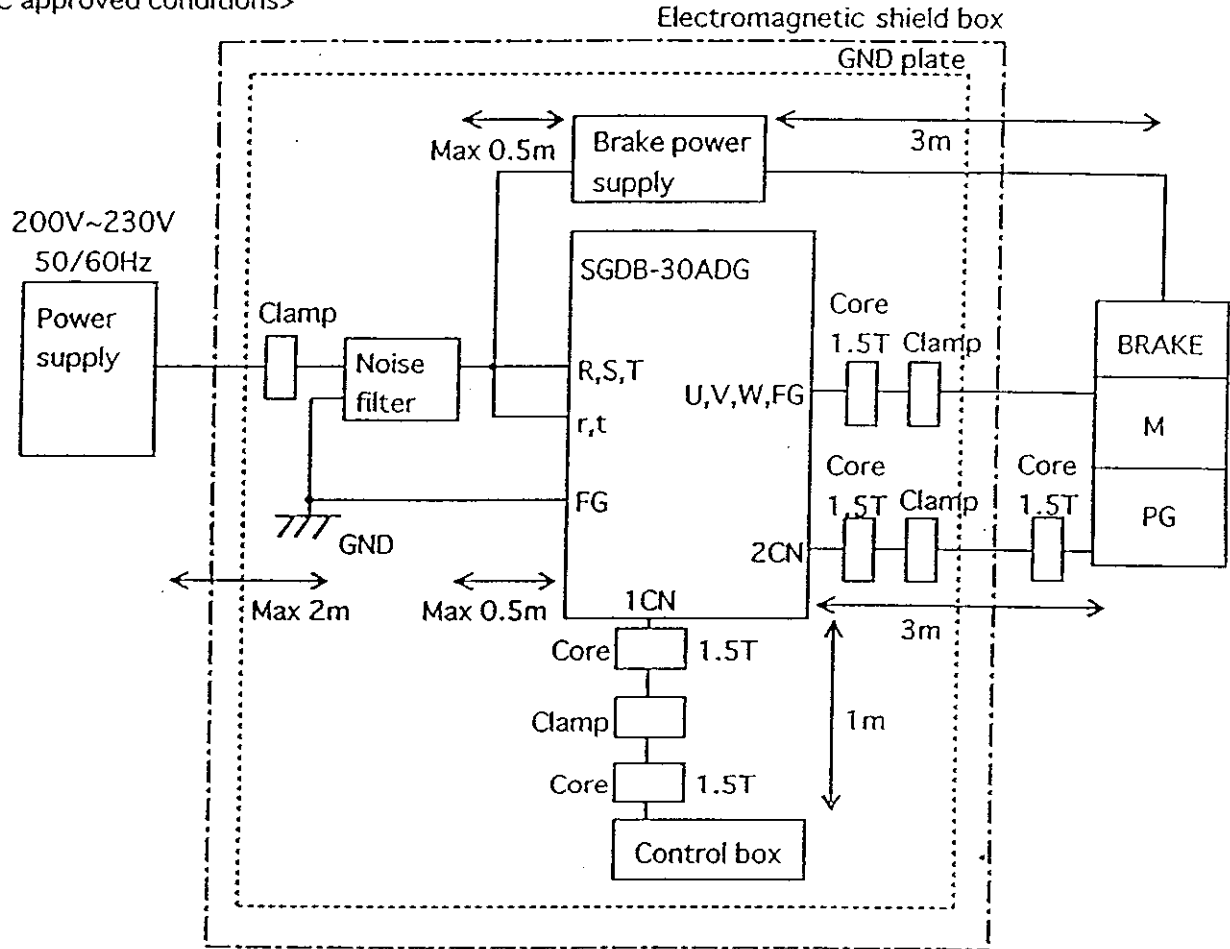 C approved conditions>
Electromagnetic shield box
GND plate
Max 0.5m
Brake power
supply
3m
200V~230V
50/60Hz
Power
supply
Clamp
Noise
filter
SGDB-30ADG
R,S,T
r,t
FG
GND
U,V,W,FG
Core
1.5T
Clamp
BRAKE
M
PG
Core
1.5T
Clamp
Core
1.5T
2CN
1CN
Max 2m
Max 0.5m
3m
Core
1.5T
Clamp
1m
Core
1.5T
Control box